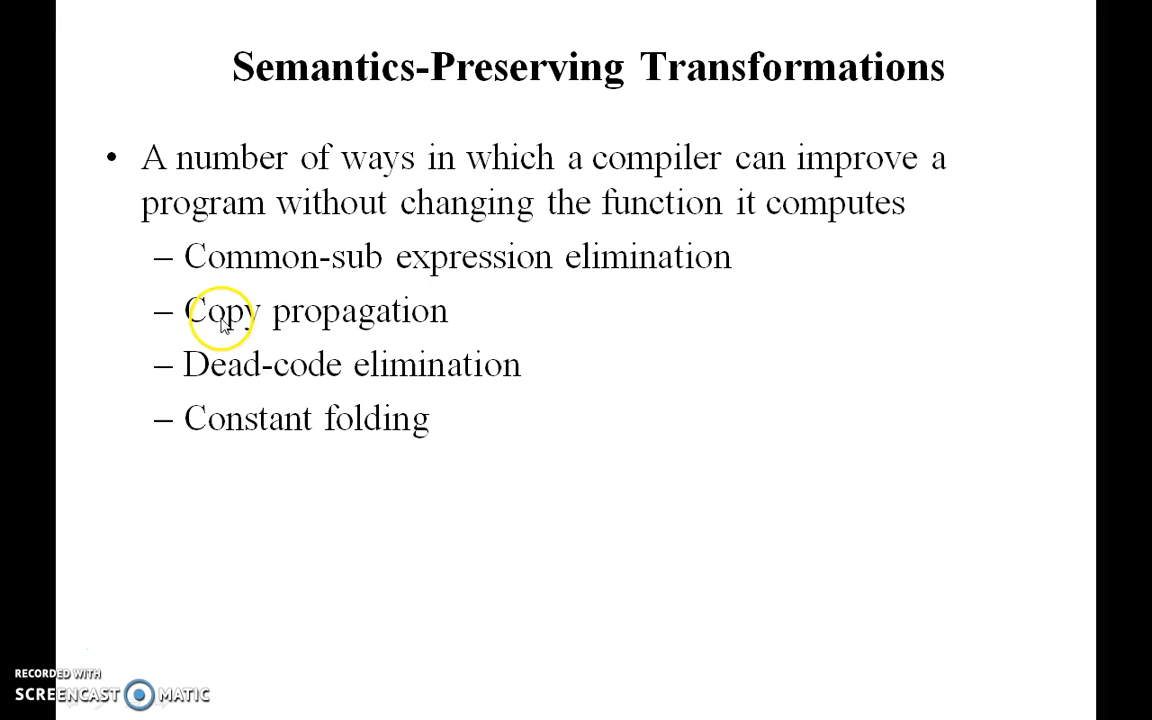 Semantics-Preserving Transformations
• A number of ways in which a compiler can improve a
program without changing the function it computes
– Common-sub expression elimination
– Copy propagation
– Dead-code elimination
– Constant folding
RECORDED WITH
SCREENCAST MATIC